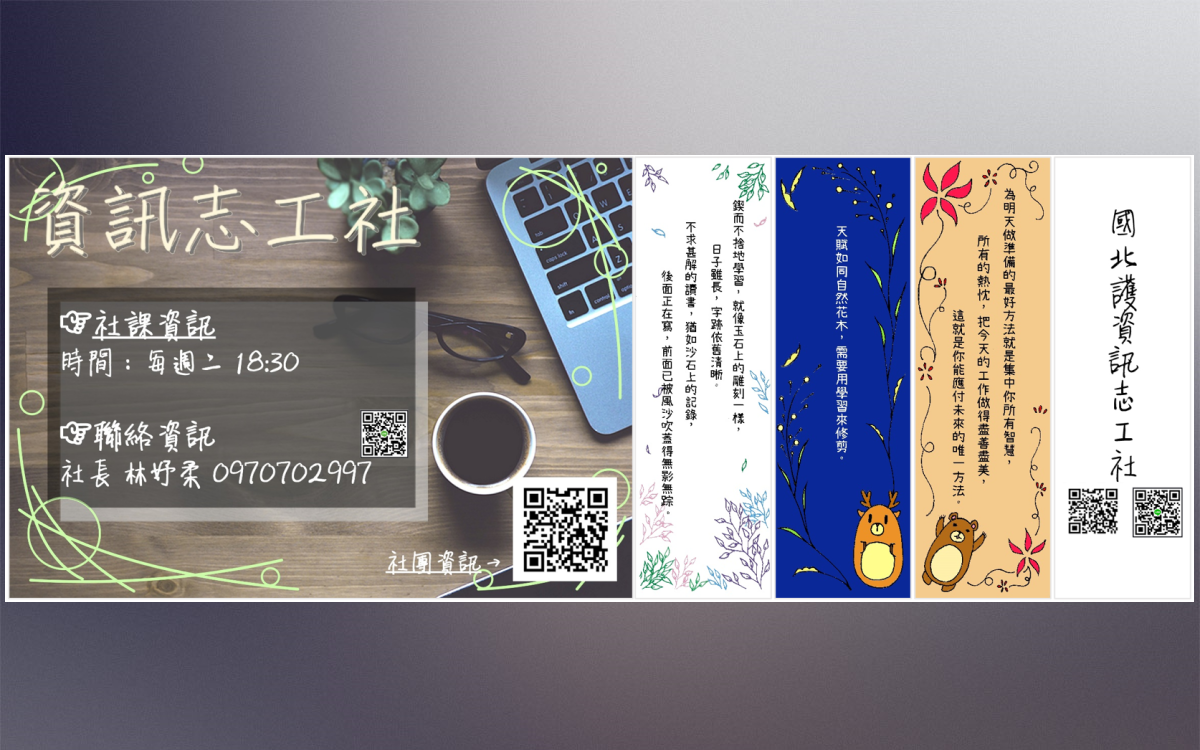 資訊志工社
社課資訊
時間：每週二 18:30
聯絡資訊
社長 林妤柔 0970702997
社團資訊→
鍥而不捨地學習，就像玉石上的雕刻一樣，
日子雖長，字跡依舊清晰。
不求甚解的讀書，猶如沙石上的記錄，
後面正在寫，前面已被風沙吹蓋得無影無踪。
天賦如同自然花木，需要用學習來修剪。
為明天做準備的最好方法就是集中你所有智慧，
所有的熱忱，把今天的工作做得盡善盡美，
這就是你能應付未來的唯一方法。
國北護資訊志工社